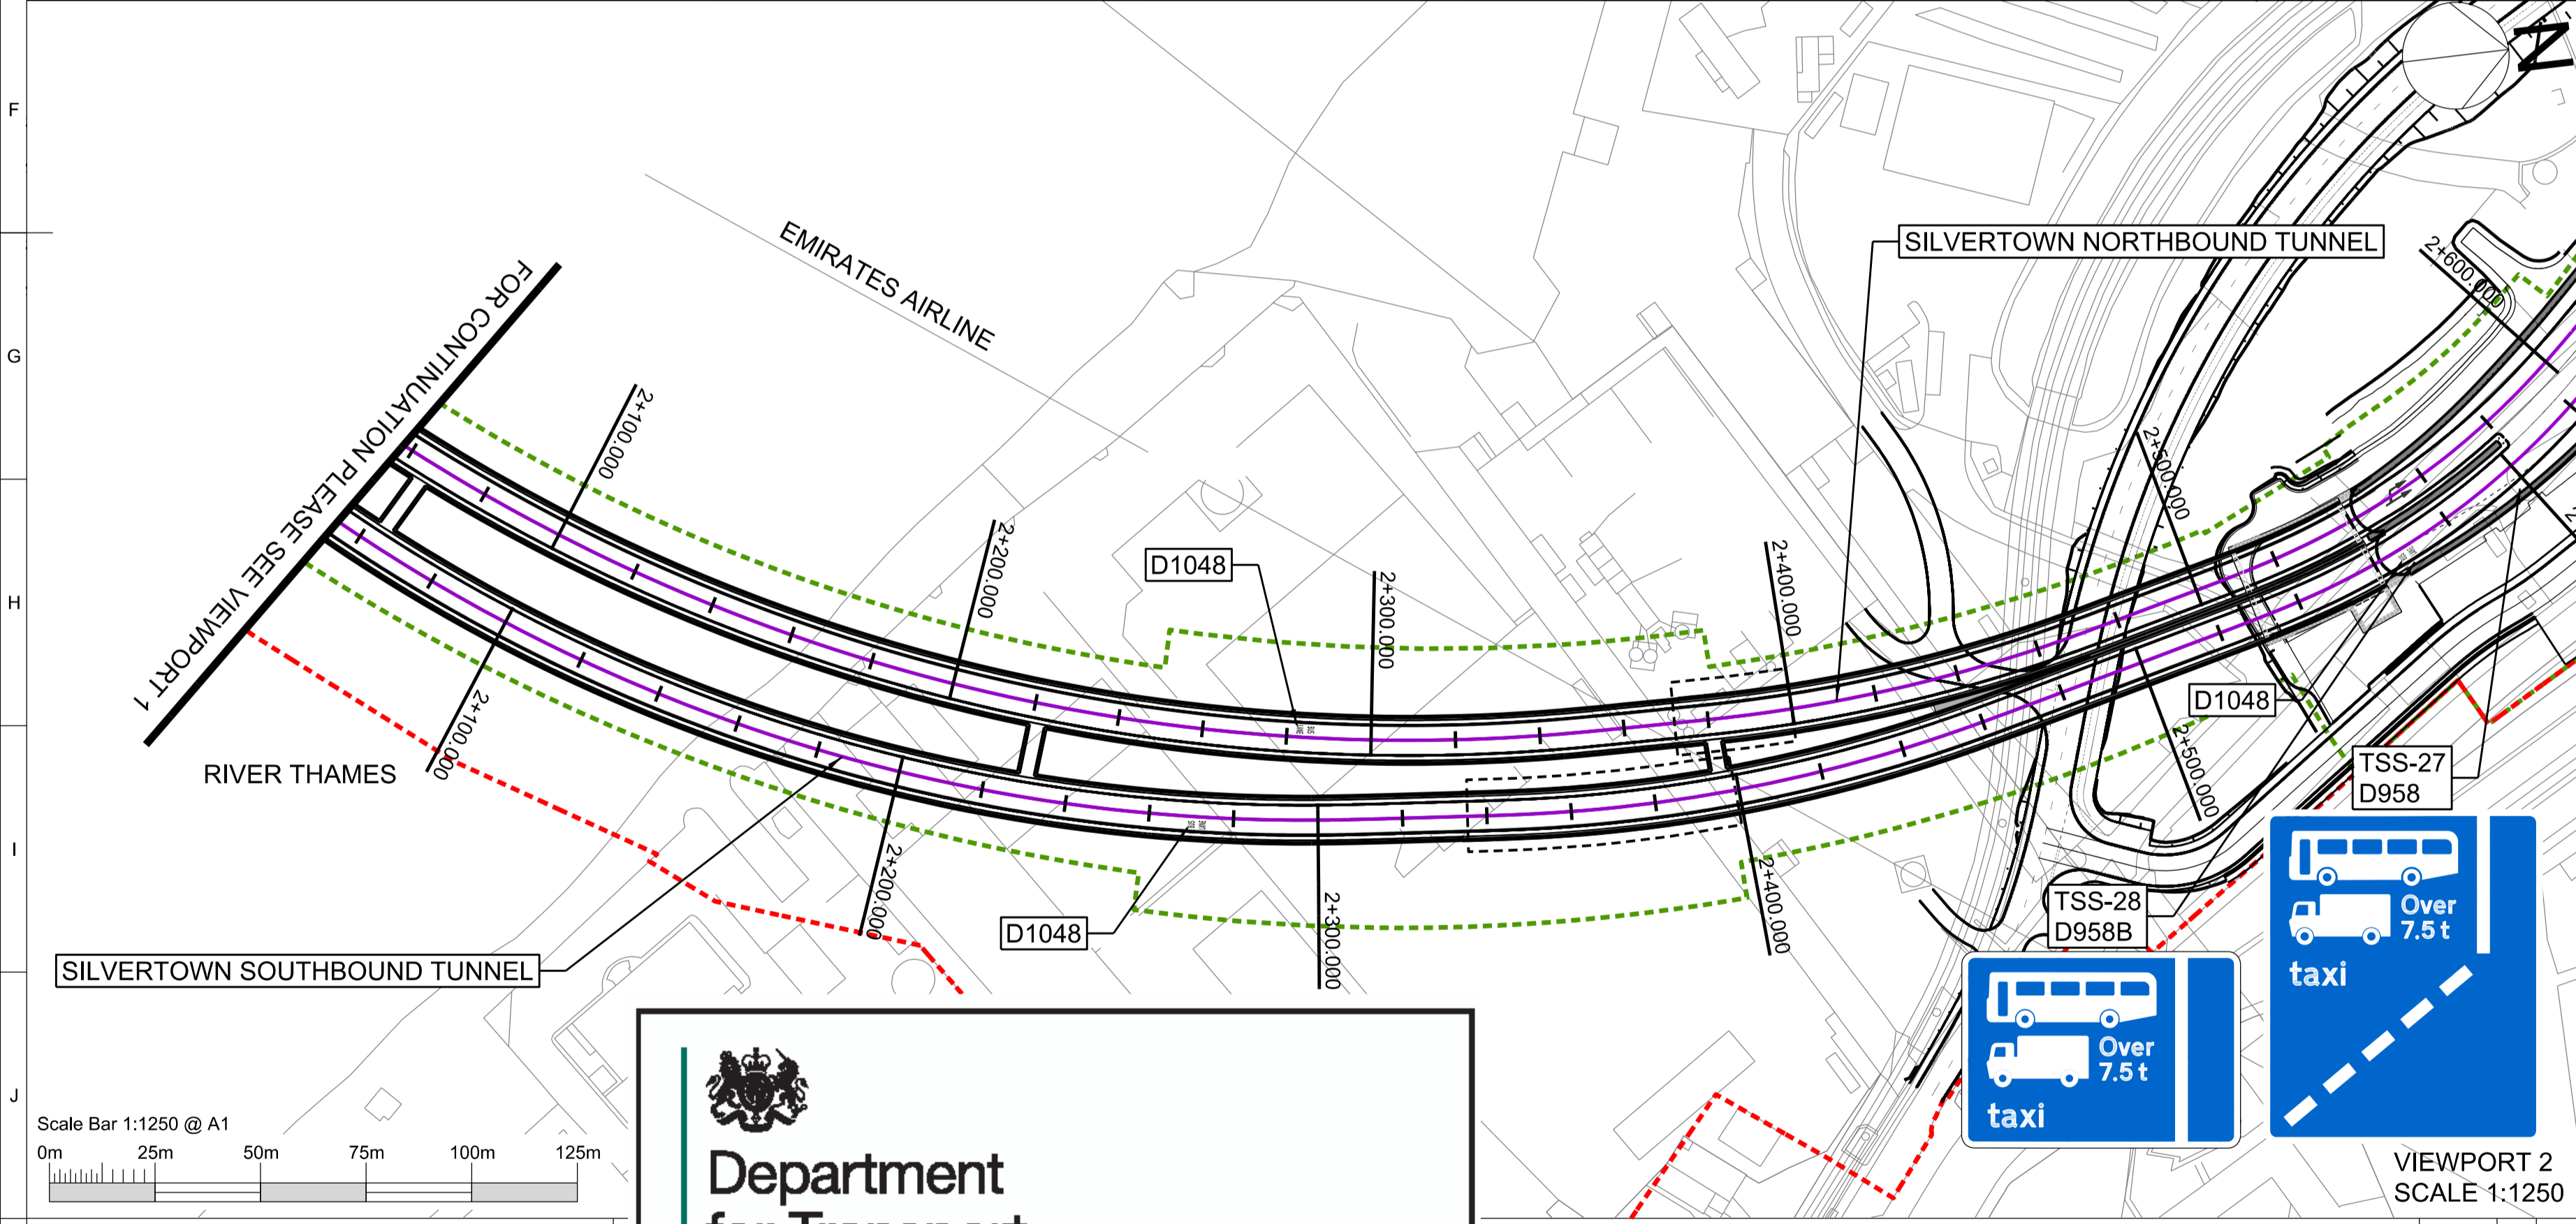 F
G
H
I
J
N
EMIRATES AIRLINE
SILVERTOWN NORTHBOUND TUNNEL
FOR CONTINUATION PLEASE SEE VIEWPORT 1
2+100.000
2+200.000
2+300.000
2+400.000
2+500.000
2+600.000
D1048
RIVER THAMES
2+100.000
2+200.000
2+300.000
2+400.000
2+500.000
D1048
D1048
SILVERTOWN SOUTHBOUND TUNNEL
TSS-27
D958
TSS-28
D958B
Over
7.5 t
taxi
Over
7.5 t
taxi
Scale Bar 1:1250 @ A1
0m 25m 50m 75m 100m 125m
Department
for Transport
VIEWPORT 2
SCALE 1:1250